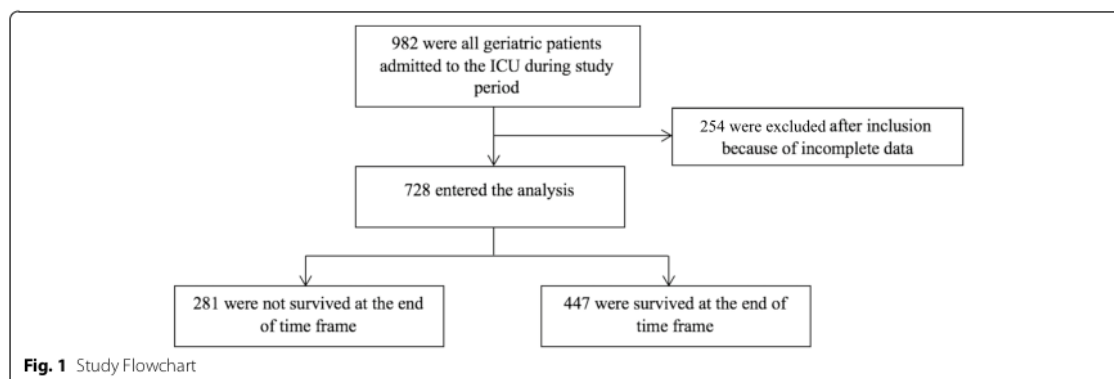 982 were all geriatric patients
admitted to the ICU during study
period
254 were excluded after inclusion
because of incomplete data
728 entered the analysis
281 were not survived at the end
of time frame
447 were survived at the end of
time frame
Fig. 1 Study Flowchart